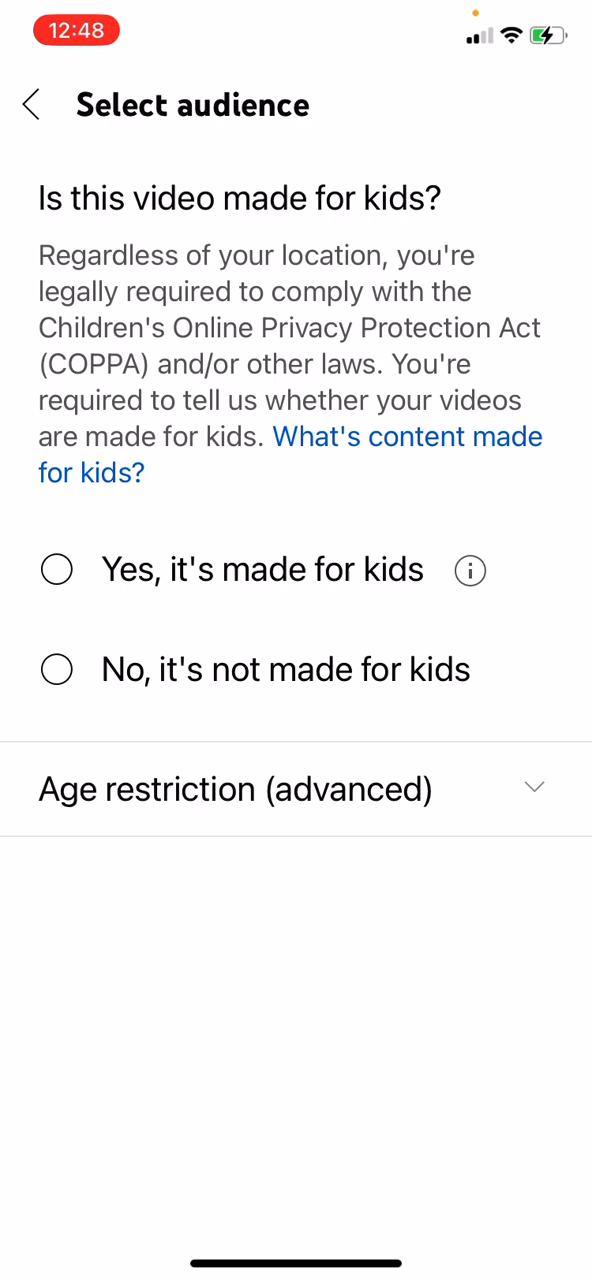 12:48
Select audience
Is this video made for kids?
Regardless of your location, you're
legally required to comply with the
Children's Online Privacy Protection Act
(COPPA) and/or other laws. You're
required to tell us whether your videos
are made for kids. What's content made
for kids?
Yes, it's made for kids
No, it's not made for kids
Age restriction (advanced)